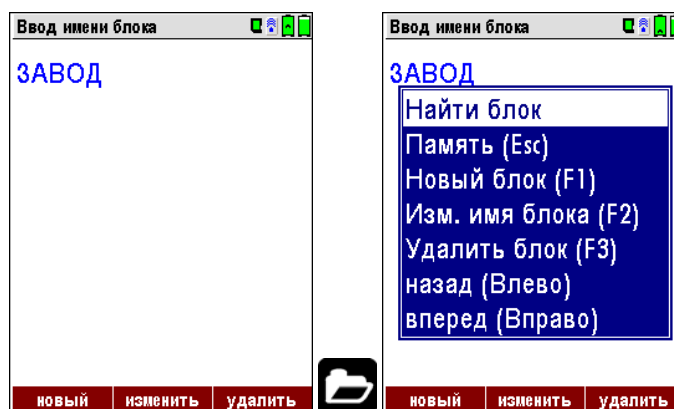 Ввод имени блока
ЗАВОД
новый изменить удалить
Ввод имени блока
ЗАВОД
Найти блок
Память (Esc)
Новый блок (F1)
Изм. имя блока (F2)
Удалить блок (F3)
назад (Влево)
вперед (Вправо)
новый изменить удалить